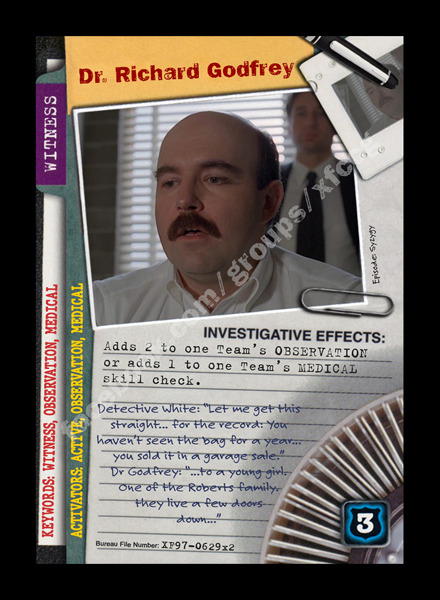 Dr. Richard Godfrey
WITNESS
Episode: Syzygy
KEYWORDS: WITNESS, OBSERVATION, MEDICAL
ACTIVATORS: ACTIVE, OBSERVATION, MEDICAL
INVESTIGATIVE EFFECTS:
Adds 2 to one Team's OBSERVATION
or adds 1 to one Team's MEDICAL
skill check.
Detective White: "Let me get this
straight... for the record: You
haven't seen the bag for a year...
you sold it in a garage sale."
Dr Godfrey: "...to a young girl.
One of the Roberts family.
they live a few doors
down..."
3
Bureau File Number: XF97-0629x2